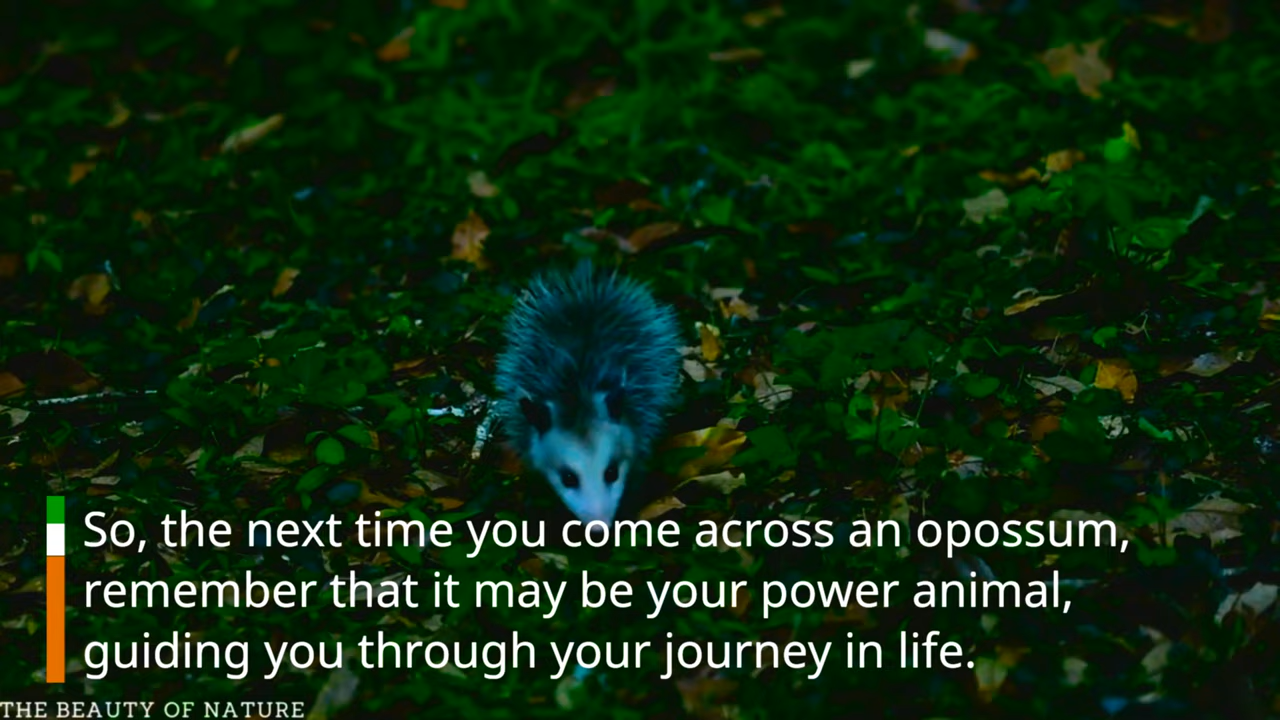 So, the next time you come across an opossum,
remember that it may be your power animal,
guiding you through your journey in life.
THE BEAUTY OF NATURE